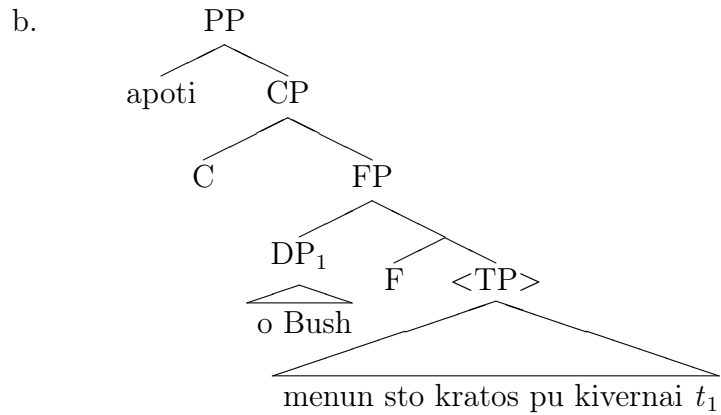 b. PP
apoti CP
C FP
DP₁ F <TP>
o Bush
menun sto kratos pu kivernai t₁